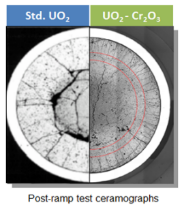 Std. UO₂
UO₂- Cr₂O₃
Post-ramp test ceramographs